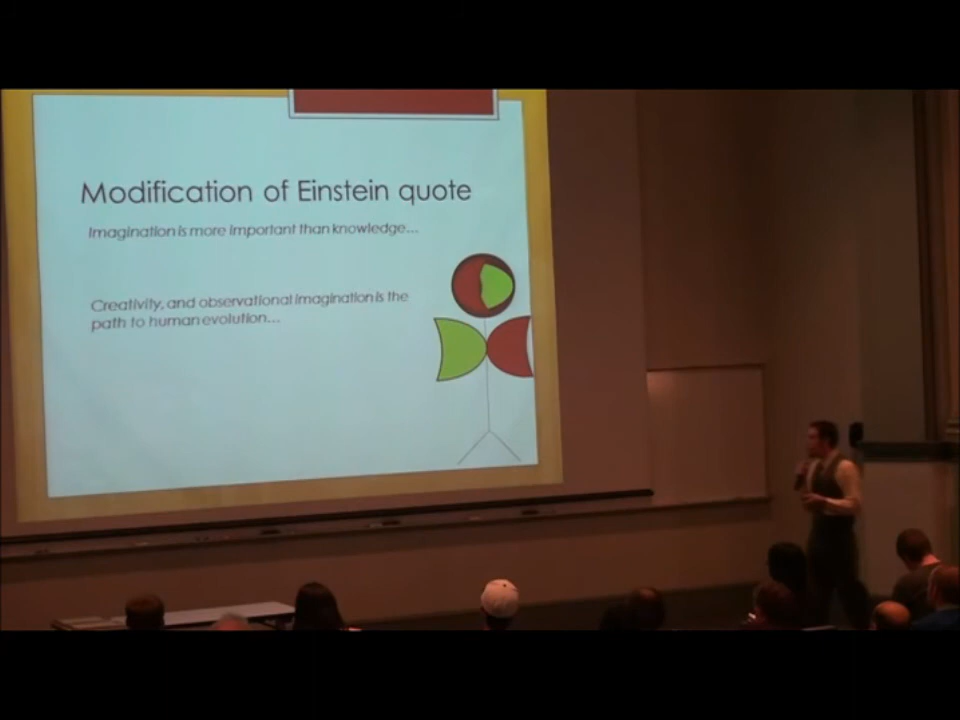 Modification of Einstein quote
Imagination is more important than knowledge...
Creativity, and observational imagination is the
path to human evolution...